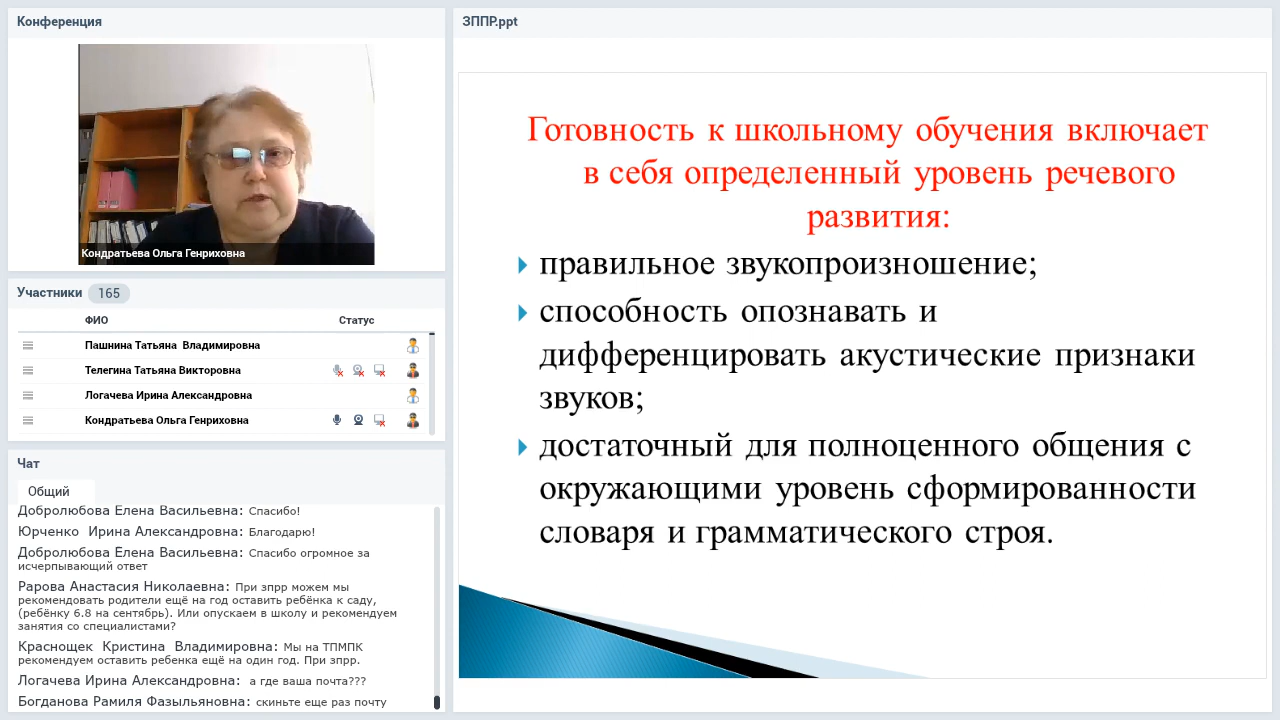 Конференция
Кондратьева Ольга Генриховна
Участники 165
ФИО Статус
Пашнина Татьяна Владимировна
Телегина Татьяна Викторовна
Логачева Ирина Александровна
Кондратьева Ольга Генриховна
Чат
Общий
Добролюбова Елена Васильевна: Спасибо!
Юрченко Ирина Александровна: Благодарю!
Добролюбова Елена Васильевна: Спасибо огромное за
исчерпывающий ответ
Рарова Анастасия Николаевна: При зпрр можем мы
рекомендовать родители ещё на год оставить ребёнка к саду,
(ребёнку 6.8 на сентябрь). Или опускаем в школу и рекомендуем
занятия со специалистами?
Краснощек Кристина Владимировна: Мы на ТПМПК
рекомендуем оставить ребенка ещё на один год. При зпрр.
Логачева Ирина Александровна: а где ваша почта???
Богданова Рамиля Фазыльяновна: скиньте еще раз почту
ЗППР.ppt
Готовность к школьному обучения включает
в себя определенный уровень речевого
развития:
правильное звукопроизношение;
способность опознавать и
дифференцировать акустические признаки
звуков;
достаточный для полноценного общения с
окружающими уровень сформированности
словаря и грамматического строя.